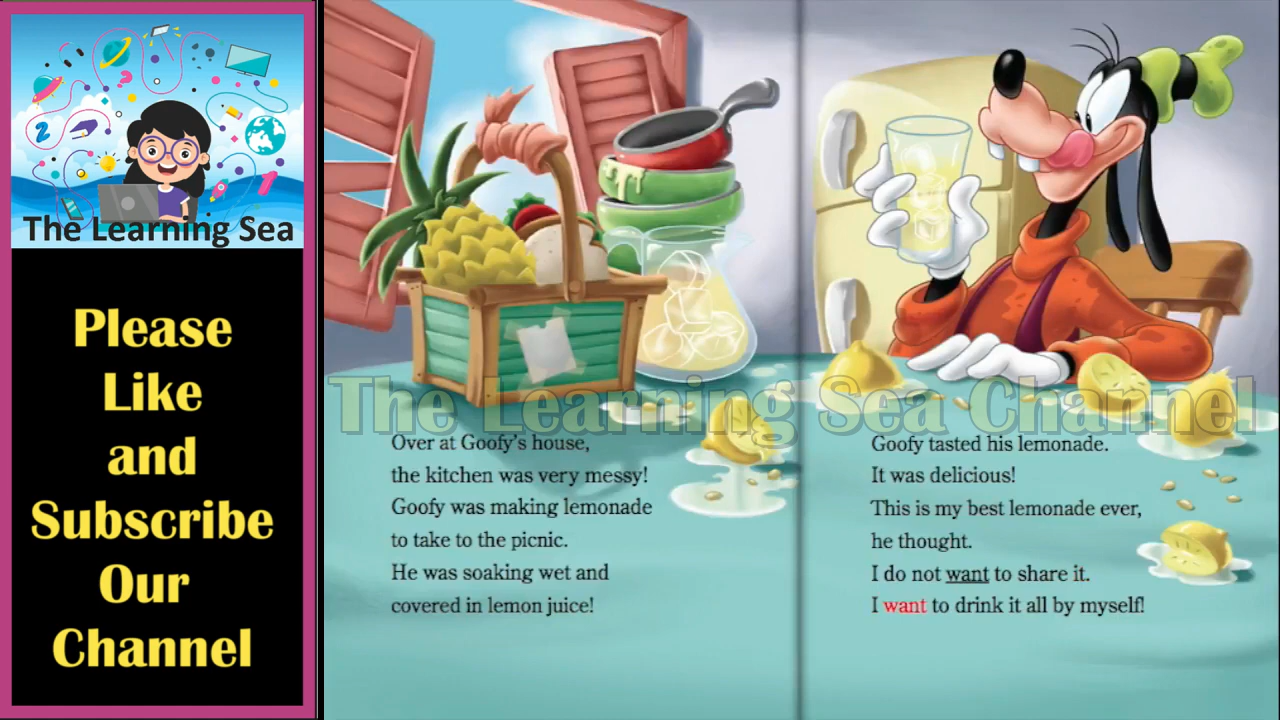 The Learning Sea
Please
Like
and
Subscribe
Our
Channel
The Learning Sea Channel
Over at Goofy's house,
the kitchen was very messy!
Goofy was making lemonade
to take to the picnic.
He was soaking wet and
covered in lemon juice!
Goofy tasted his lemonade.
It was delicious!
This is my best lemonade ever,
he thought.
I do not want to share it.
I want to drink it all by myself!